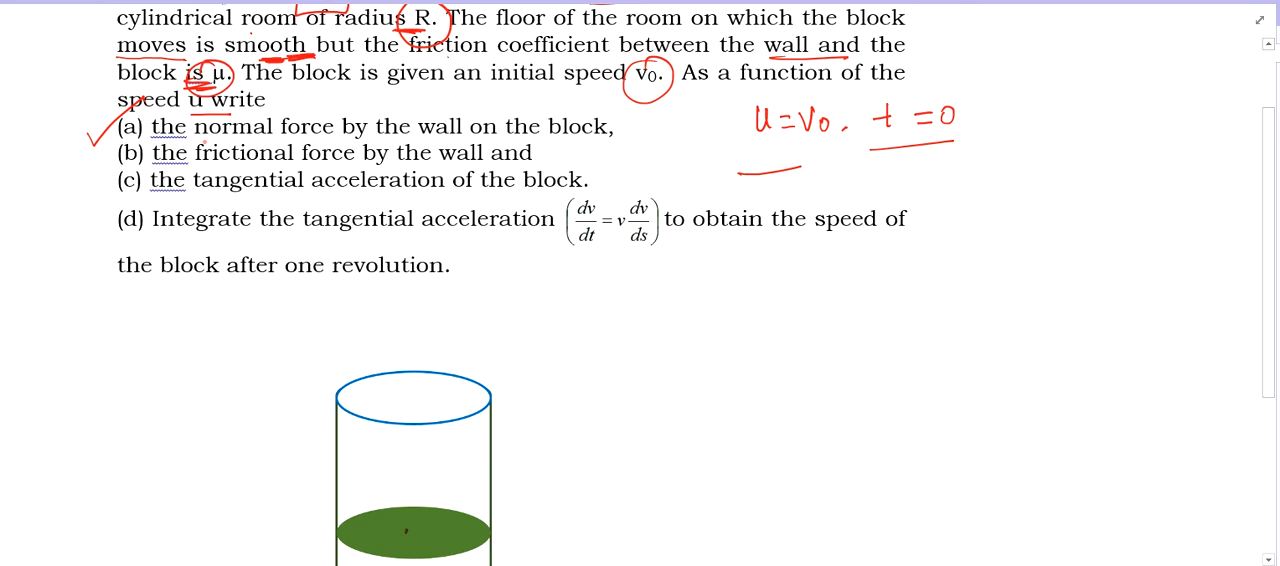 cylindrical room of radius R. The floor of the room on which the block
moves is smooth but the friction coefficient between the wall and the
block is μ. The block is given an initial speed v₀. As a function of the
speed u write
u = v₀ . t = 0
(a) the normal force by the wall on the block,
(b) the frictional force by the wall and
(c) the tangential acceleration of the block.
(d) Integrate the tangential acceleration (dv/dt = v dv/ds) to obtain the speed of
the block after one revolution.